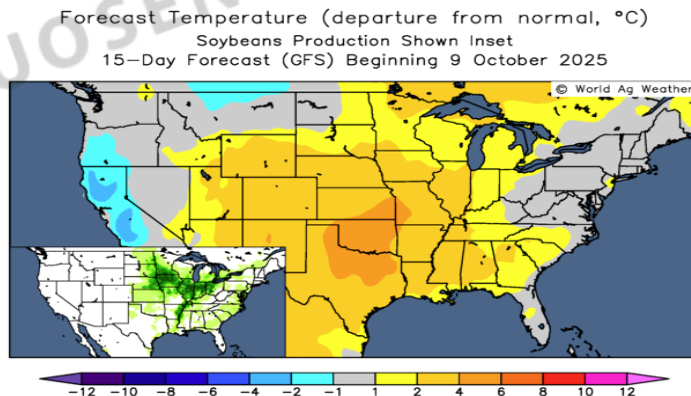 Forecast Temperature (departure from normal, °C)
Soybeans Production Shown Inset
15-Day Forecast (GFS) Beginning 9 October 2025
© World Ag Weather
-12 -10 -8 -6 -4 -2 -1 1 2 4 6 8 10 12